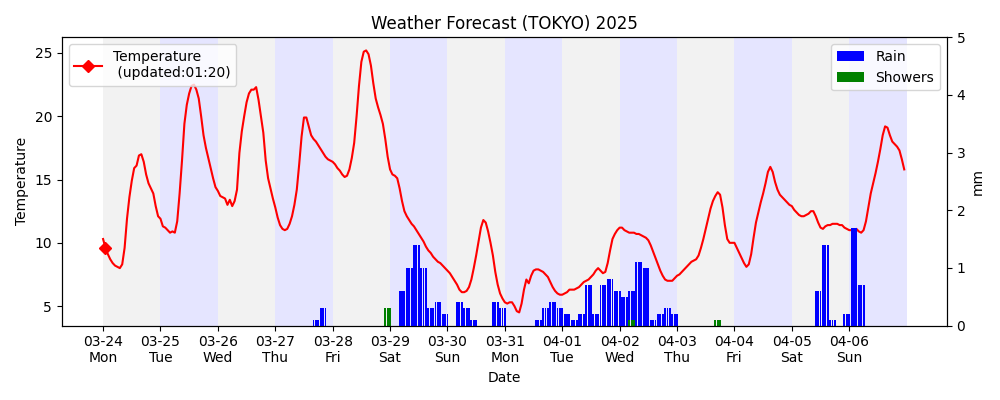 Weather Forecast (TOKYO) 2025
Temperature
(updated:01:20)
Rain
Showers
Temperature
25
20
15
10
5
5
4
3
2
1
0
mm
03-24 03-25 03-26 03-27 03-28 03-29 03-30 03-31 04-01 04-02 04-03 04-04 04-05 04-06
Mon Tue Wed Thu Fri Sat Sun Mon Tue Wed Thu Fri Sat Sun
Date